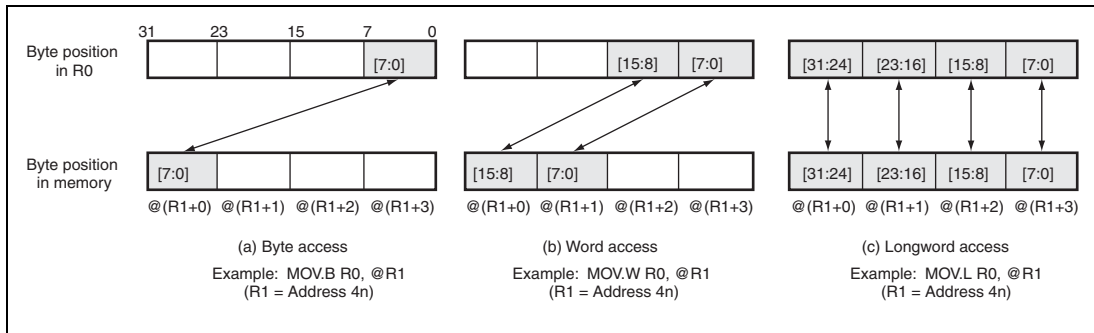 31 23 15 7 0
Byte position
in R0
[7:0]
[15:8] [7:0]
[31:24] [23:16] [15:8] [7:0]
Byte position
in memory
[7:0]
[15:8] [7:0]
[31:24] [23:16] [15:8] [7:0]
@(R1+0) @(R1+1) @(R1+2) @(R1+3)
@(R1+0) @(R1+1) @(R1+2) @(R1+3)
@(R1+0) @(R1+1) @(R1+2) @(R1+3)
(a) Byte access
Example: MOV.B R0, @R1
(R1 = Address 4n)
(b) Word access
Example: MOV.W R0, @R1
(R1 = Address 4n)
(c) Longword access
Example: MOV.L R0, @R1
(R1 = Address 4n)